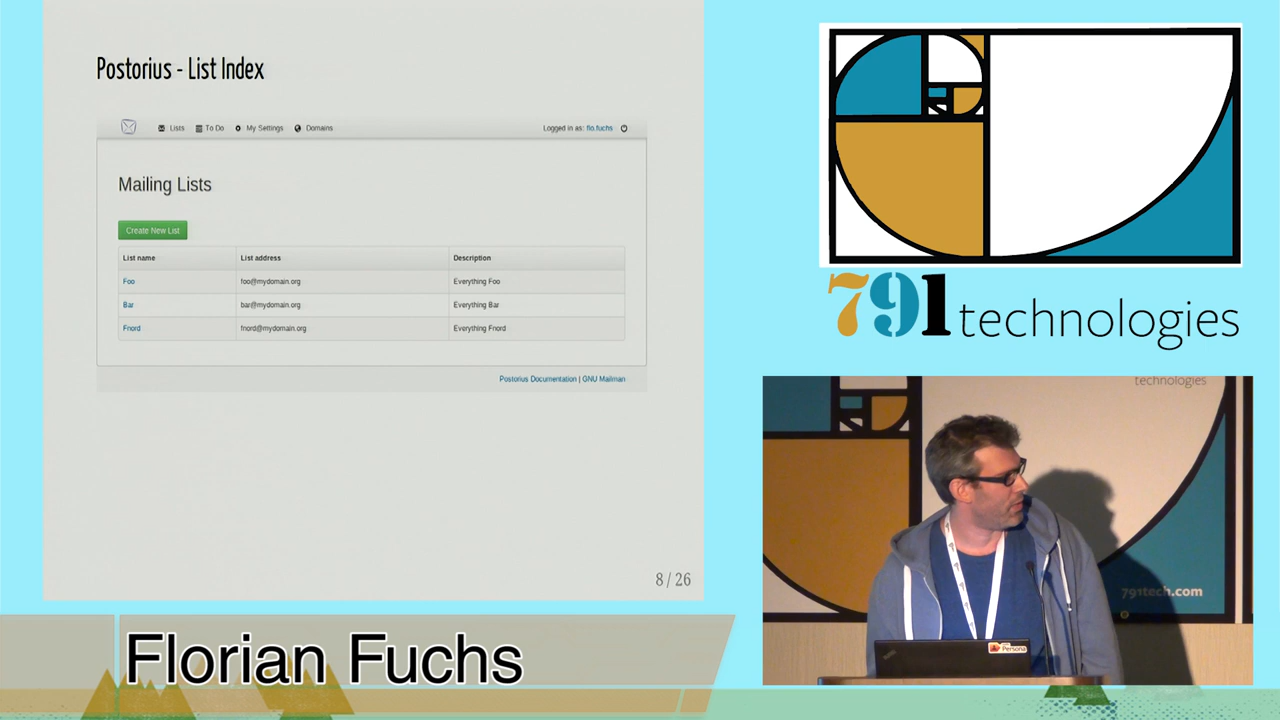 Postorius - List Index
Lists To Do My Settings Domains Logged in as: flo.fuchs
Mailing Lists
Create New List
List name List address Description
Foo foo@mydomain.org Everything Foo
Bar bar@mydomain.org Everything Bar
Fnord fnord@mydomain.org Everything Fnord
Postorius Documentation | GNU Mailman
8 / 26
791 technologies
technologies
791tech.com
Persona
Florian Fuchs